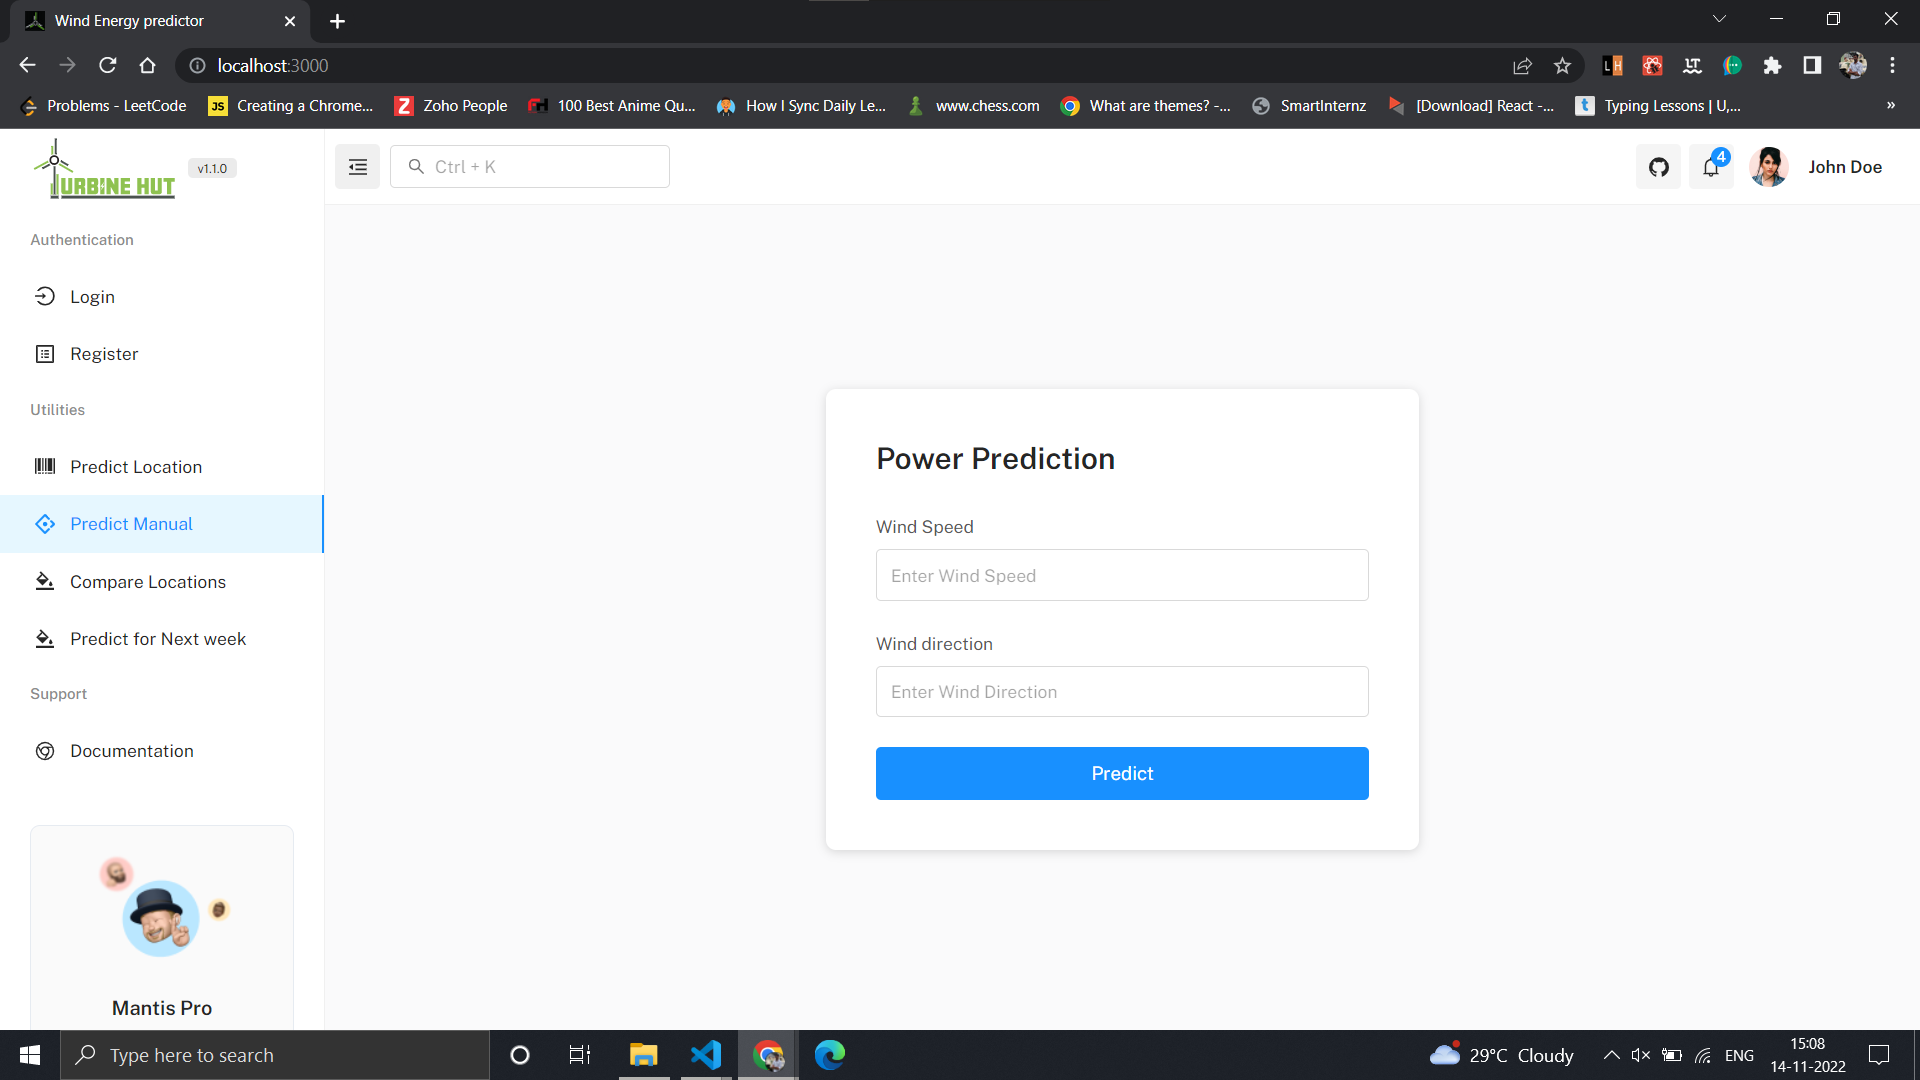 Wind Energy predictor
localhost:3000
Problems - LeetCode
JS Creating a Chrome...
Z Zoho People
100 Best Anime Qu...
How I Sync Daily Le...
www.chess.com
What are themes? -...
SmartInternz
[Download] React -...
t Typing Lessons | U,...
»
TURBINE HUT v1.1.0
Ctrl + K
4
John Doe
Authentication
Login
Register
Utilities
Predict Location
Predict Manual
Compare Locations
Predict for Next week
Support
Documentation
Mantis Pro
Power Prediction
Wind Speed
Enter Wind Speed
Wind direction
Enter Wind Direction
Predict
Type here to search
29°C Cloudy
ENG
15:08
14-11-2022